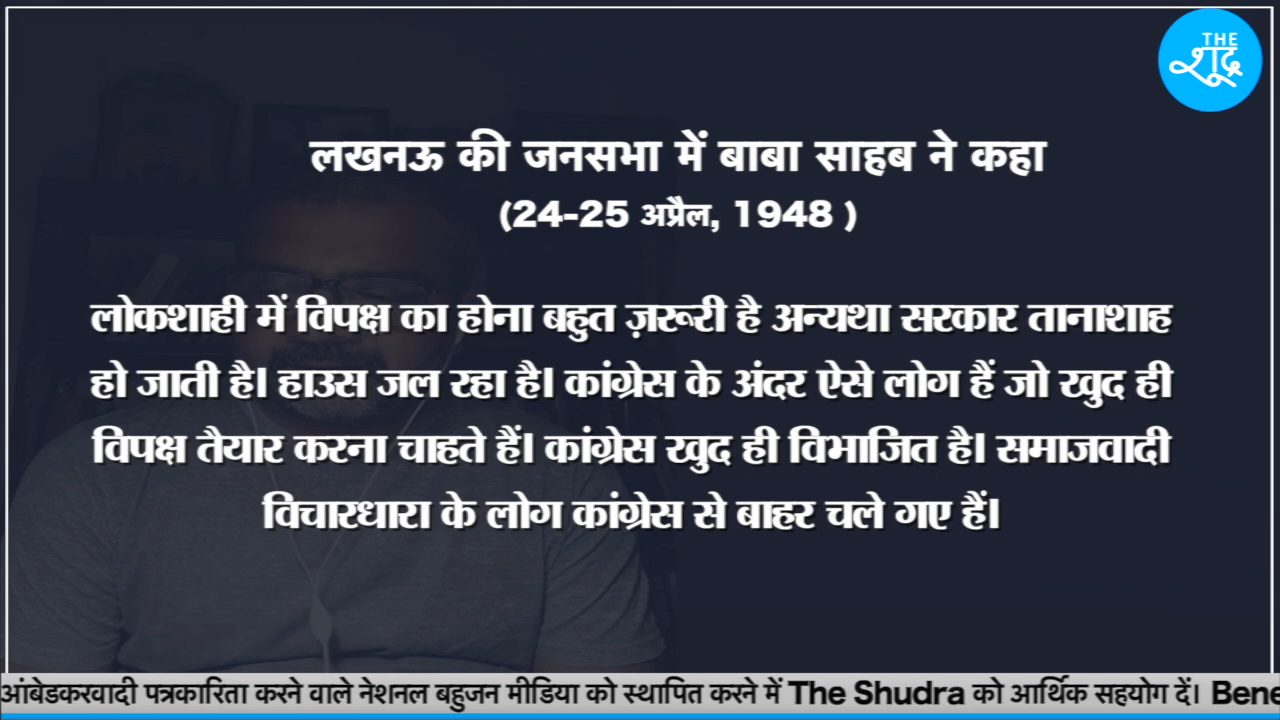 THE
शूद्र
लखनऊ की जनसभा में बाबा साहब ने कहा
(24-25 अप्रैल, 1948 )
लोकशाही में विपक्ष का होना बहुत ज़रूरी है अन्यथा सरकार तानाशाह
हो जाती है। हाउस जल रहा है। कांग्रेस के अंदर ऐसे लोग हैं जो खुद ही
विपक्ष तैयार करना चाहते हैं। कांग्रेस खुद ही विभाजित है। समाजवादी
विचारधारा के लोग कांग्रेस से बाहर चले गए हैं।
आंबेडकरवादी पत्रकारिता करने वाले नेशनल बहुजन मीडिया को स्थापित करने में The Shudra को आर्थिक सहयोग दें। Bene